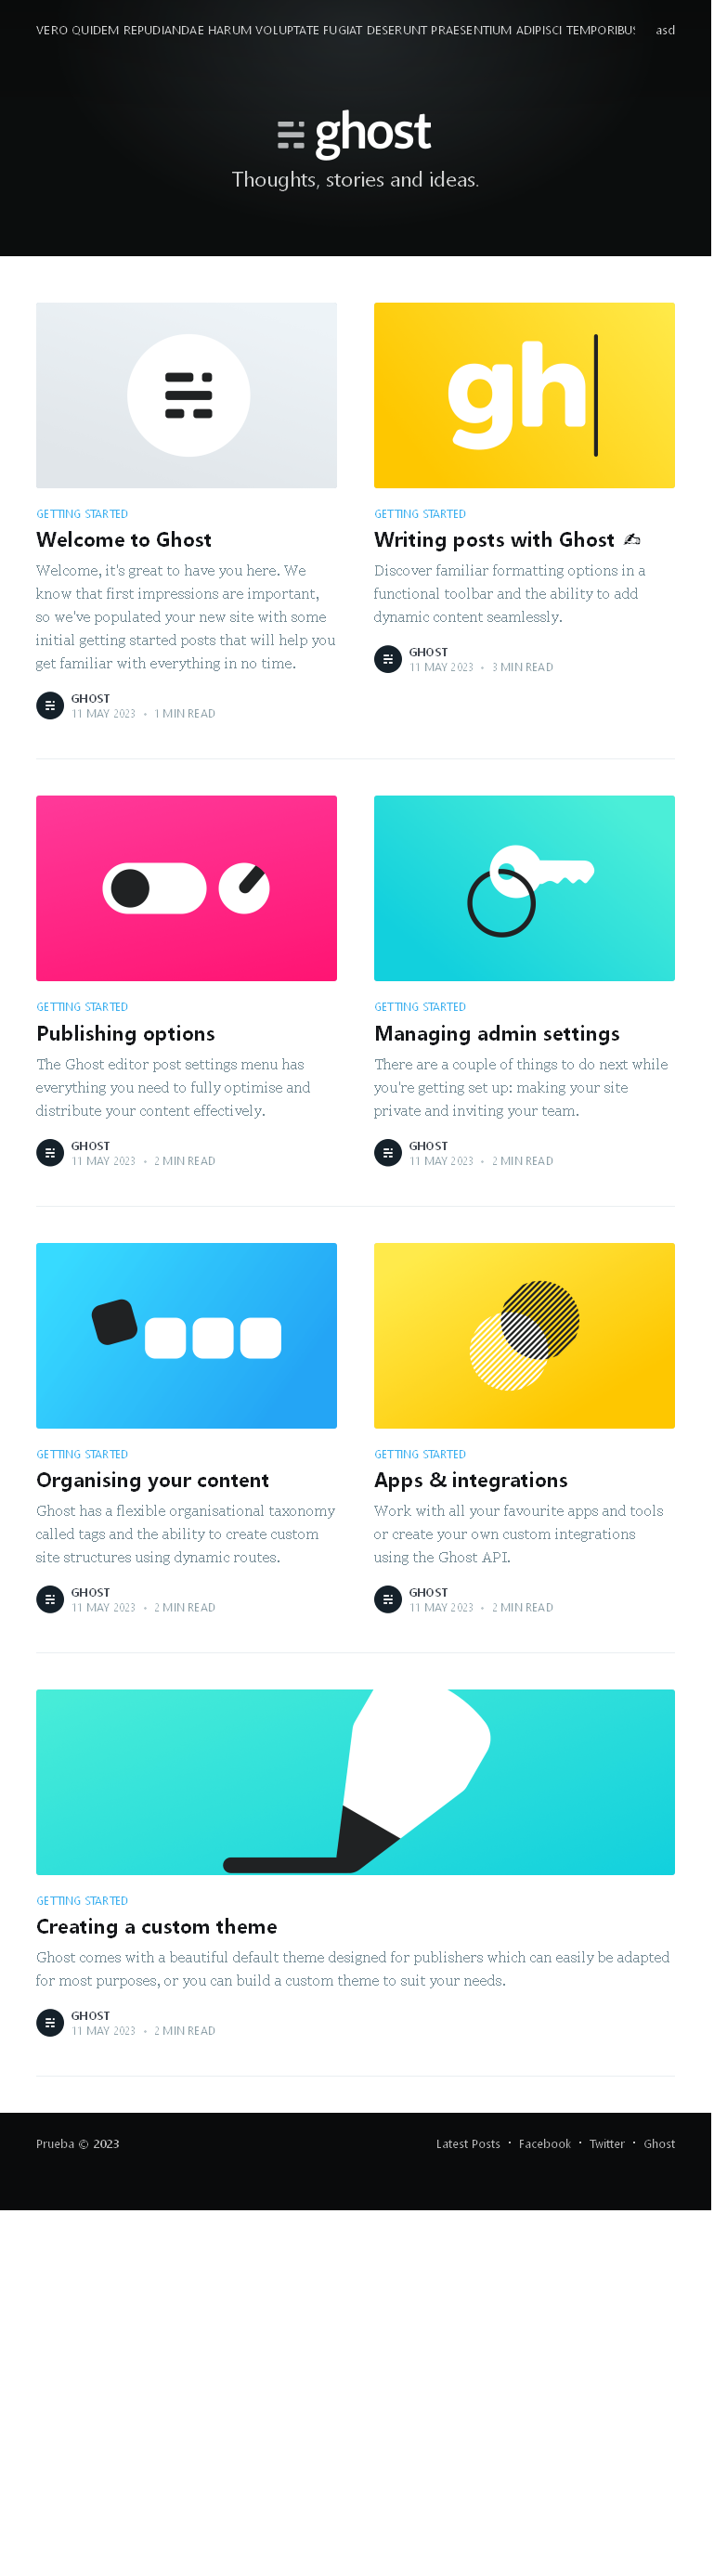 VERO QUIDEM REPUDIANDAE HARUM VOLUPTATE FUGIAT DESERUNT PRAESENTIUM ADIPISCI TEMPORIBUS asd
ghost
Thoughts, stories and ideas.
gh
GETTING STARTED
Welcome to Ghost
Welcome, it's great to have you here. We
know that first impressions are important,
so we've populated your new site with some
initial getting started posts that will help you
get familiar with everything in no time.
GHOST
11 MAY 2023 • 1 MIN READ
GETTING STARTED
Writing posts with Ghost ✍
Discover familiar formatting options in a
functional toolbar and the ability to add
dynamic content seamlessly.
GHOST
11 MAY 2023 • 3 MIN READ
GETTING STARTED
Publishing options
The Ghost editor post settings menu has
everything you need to fully optimise and
distribute your content effectively.
GHOST
11 MAY 2023 • 2 MIN READ
GETTING STARTED
Managing admin settings
There are a couple of things to do next while
you're getting set up: making your site
private and inviting your team.
GHOST
11 MAY 2023 • 2 MIN READ
GETTING STARTED
Organising your content
Ghost has a flexible organisational taxonomy
called tags and the ability to create custom
site structures using dynamic routes.
GHOST
11 MAY 2023 • 2 MIN READ
GETTING STARTED
Apps & integrations
Work with all your favourite apps and tools
or create your own custom integrations
using the Ghost API.
GHOST
11 MAY 2023 • 2 MIN READ
GETTING STARTED
Creating a custom theme
Ghost comes with a beautiful default theme designed for publishers which can easily be adapted
for most purposes, or you can build a custom theme to suit your needs.
GHOST
11 MAY 2023 • 2 MIN READ
Prueba © 2023
Latest Posts • Facebook • Twitter • Ghost